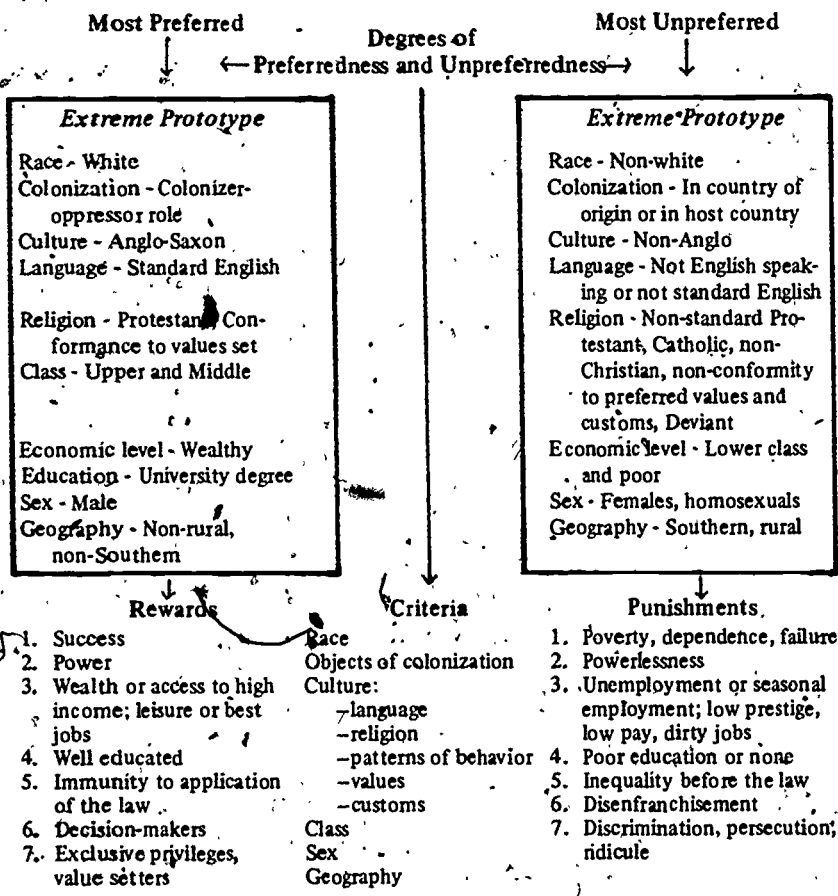 Most Preferred
Degrees of
Preferredness and Unpreferredness
Most Unpreferred
Extreme Prototype
Race - White
Colonization - Colonizer-
oppressor role
Culture - Anglo-Saxon
Language - Standard English
Religion - Protestant, Con-
formance to values set
Class - Upper and Middle
Economic level - Wealthy
Education - University degree
Sex - Male
Geography - Non-rural,
non-Southern
Extreme Prototype
Race - Non-white
Colonization - In country of
origin or in host country
Culture - Non-Anglo
Language - Not English speak-
ing or not standard English
Religion - Non-standard Pro-
testant, Catholic, non-
Christian, non-conformity
to preferred values and
customs, Deviant
Economic level - Lower class
and poor
Sex - Females, homosexuals
Geography - Southern, rural
Rewards
1. Success
2. Power
3. Wealth or access to high
income; leisure or best
jobs
4. Well educated
5. Immunity to application
of the law
6. Decision-makers
7. Exclusive privileges,
value setters
Criteria
Race
Objects of colonization
Culture:
—language
—religion
—patterns of behavior
—values
—customs
Class
Sex
Geography
Punishments
1. Poverty, dependence, failure
2. Powerlessness
3. Unemployment or seasonal
employment; low prestige,
low pay, dirty jobs
4. Poor education or none
5. Inequality before the law
6. Disenfranchisement
7. Discrimination, persecution,
ridicule